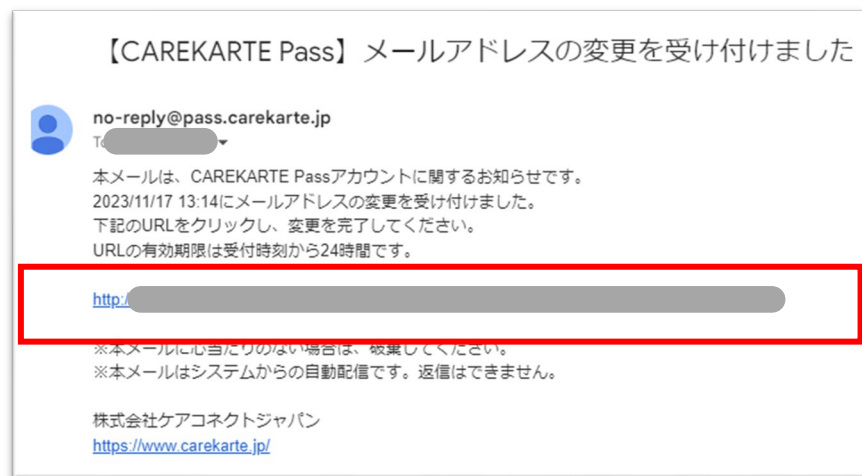 【CAREKARTE Pass】メールアドレスの変更を受け付けました
no-reply@pass.carekarte.jp
To
本メールは、CAREKARTE Passアカウントに関するお知らせです。
2023/11/17 13:14にメールアドレスの変更を受け付けました。
下記のURLをクリックし、変更を完了してください。
URLの有効期限は受付時刻から24時間です。
http:/
※本メールに心当たりのない場合は、破棄してください。
※本メールはシステムからの自動配信です。返信はできません。
株式会社ケアコネクトジャパン
https://www.carekarte.jp/